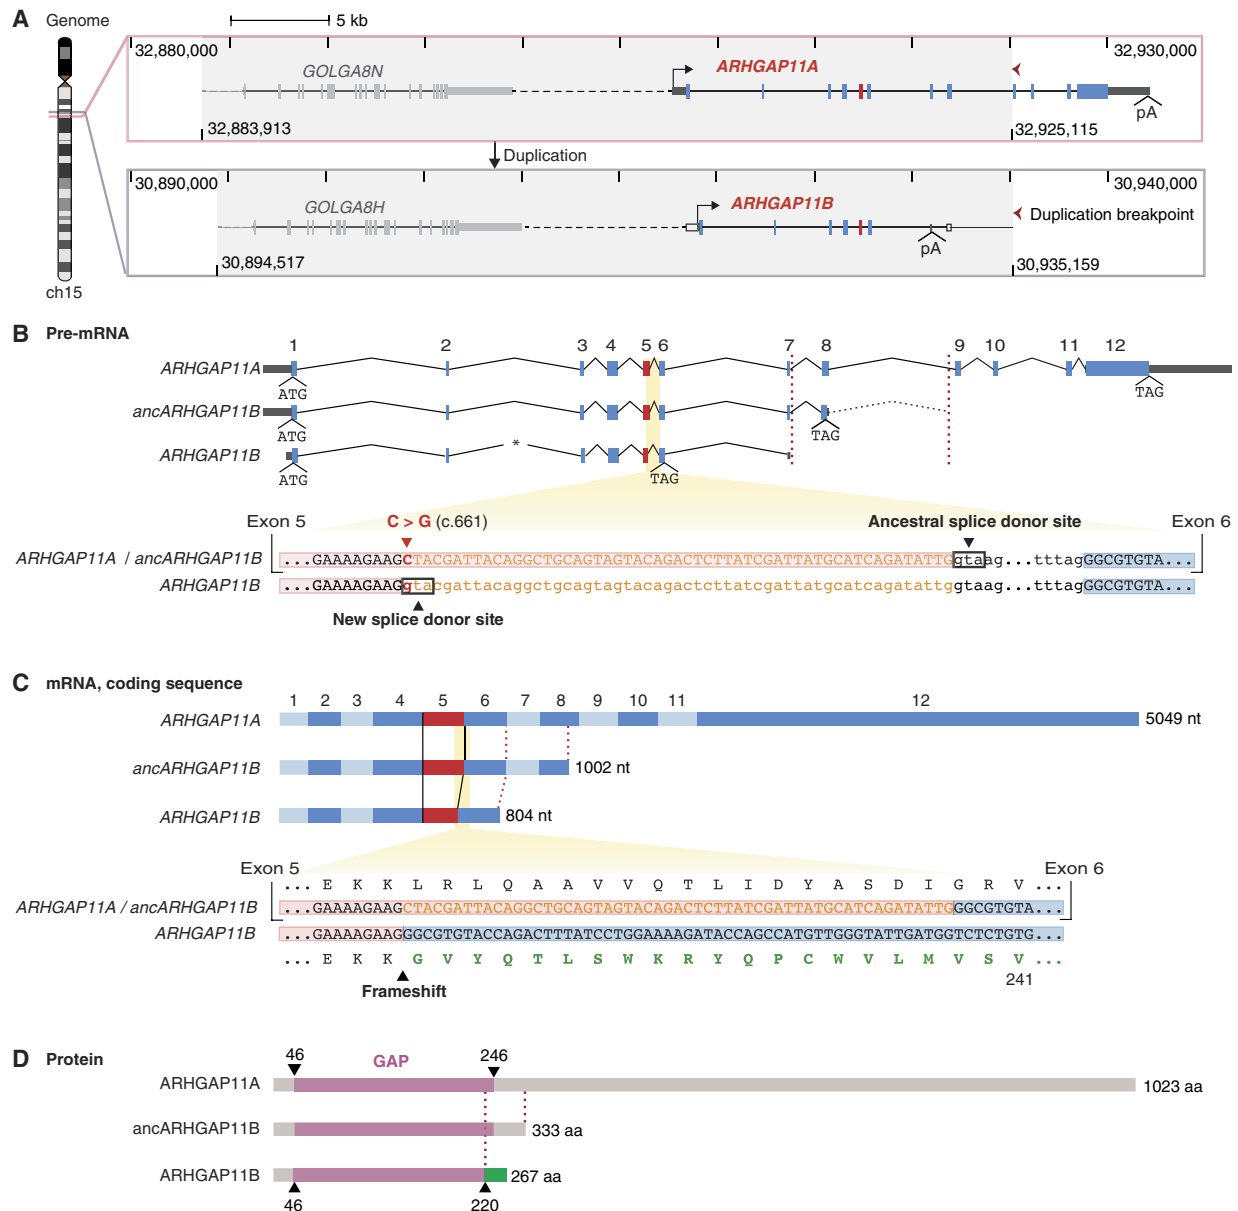 A Genome 5 kb
32,880,000 32,930,000
GOLGA8N ARHGAP11A
pA
32,883,913 32,925,115
Duplication
30,890,000 30,940,000
GOLGA8H ARHGAP11B Duplication breakpoint
pA
30,894,517 30,935,159
ch15
B Pre-mRNA
1 2 3 4 5 6 7 8 9 10 11 12
ARHGAP11A
ATG TAG
ancARHGAP11B
ATG TAG
ARHGAP11B *
ATG TAG
Exon 5 C > G (c.661) Ancestral splice donor site Exon 6
ARHGAP11A / ancARHGAP11B ...GAAAAGAAGCTACGATTACAGGCTGCAGTAGTACAGACTCTTATCGATTATGCATCAGATATTGgtaag...tttagGGCGTGTA...
ARHGAP11B ...GAAAAGAAGgtacgattacaggctgcagtagtacagactcttatcgattatgcatcagatattggtaag...tttagGGCGTGTA...
New splice donor site
C mRNA, coding sequence
1 2 3 4 5 6 7 8 9 10 11 12
ARHGAP11A 5049 nt
ancARHGAP11B 1002 nt
ARHGAP11B 804 nt
Exon 5 Exon 6
... E K K L R L Q A A V V Q T L I D Y A S D I G R V ...
ARHGAP11A / ancARHGAP11B ...GAAAAGAAGCTACGATTACAGGCTGCAGTAGTACAGACTCTTATCGATTATGCATCAGATATTGGGCGTGTA...
ARHGAP11B ...GAAAAGAAGGGCGTGTACCAGACTTTATCCTGGAAAAGATACCAGCCATGTTGGGTATTGATGGTCTCTGTG...
... E K K G V Y Q T L S W K R Y Q P C W V L M V S V ...
Frameshift 241
D Protein
46 GAP 246
ARHGAP11A 1023 aa
ancARHGAP11B 333 aa
ARHGAP11B 267 aa
46 220